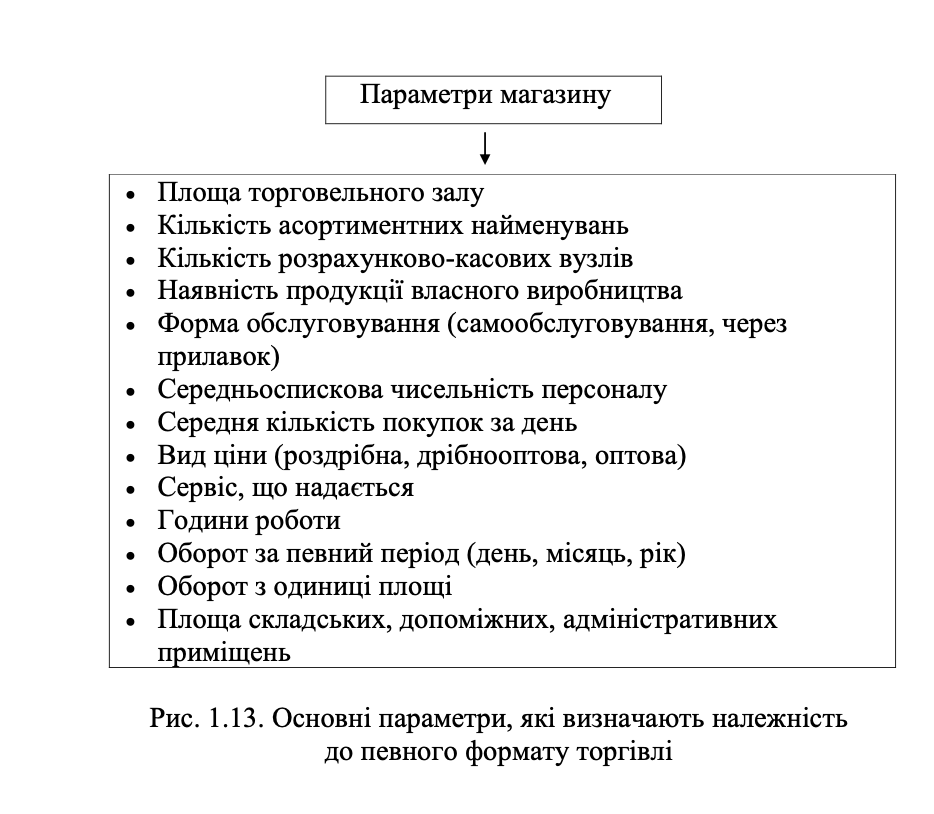 Параметри магазину
• Площа торговельного залу
• Кількість асортиментних найменувань
• Кількість розрахунково-касових вузлів
• Наявність продукції власного виробництва
• Форма обслуговування (самообслуговування, через
прилавок)
• Середньоспискова чисельність персоналу
• Середня кількість покупок за день
• Вид ціни (роздрібна, дрібнооптова, оптова)
• Сервіс, що надається
• Години роботи
• Оборот за певний період (день, місяць, рік)
• Оборот з одиниці площі
• Площа складських, допоміжних, адміністративних
приміщень
Рис. 1.13. Основні параметри, які визначають належність
до певного формату торгівлі